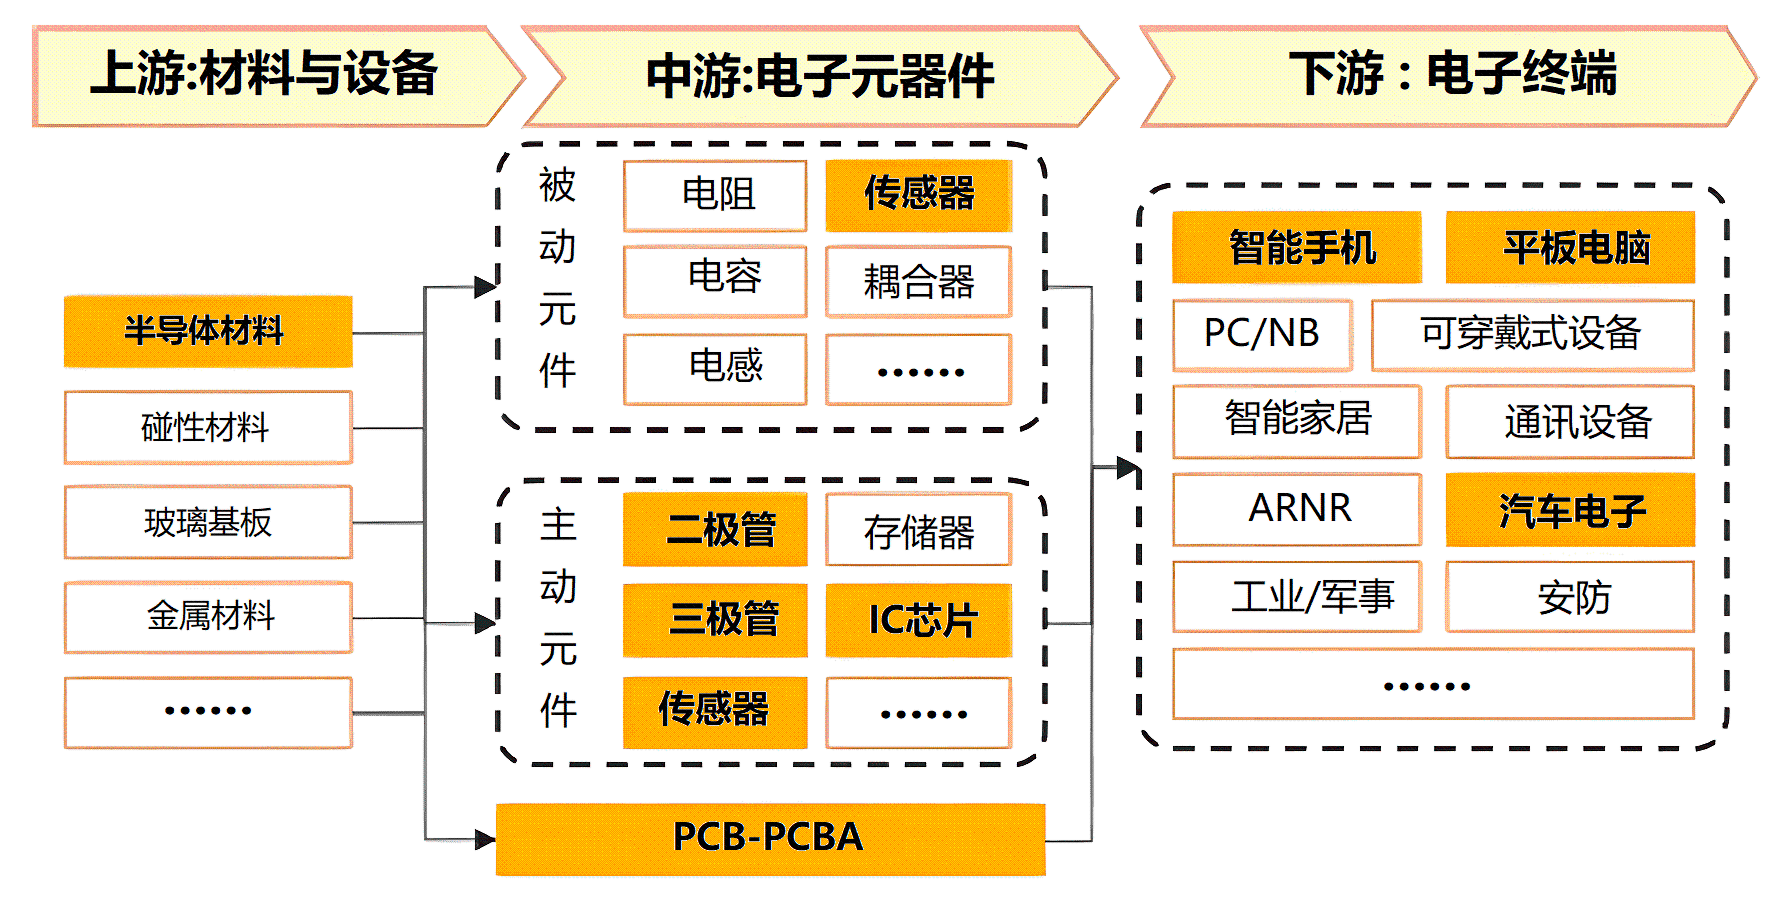 上游:材料与设备
中游:电子元器件
下游：电子终端
半导体材料
碰性材料
玻璃基板
金属材料
……
被动元件
电阻
传感器
电容
耦合器
电感
……
主动元件
二极管
存储器
三极管
IC芯片
传感器
……
PCB-PCBA
智能手机
平板电脑
PC/NB
可穿戴式设备
智能家居
通讯设备
ARNR
汽车电子
工业/军事
安防
……